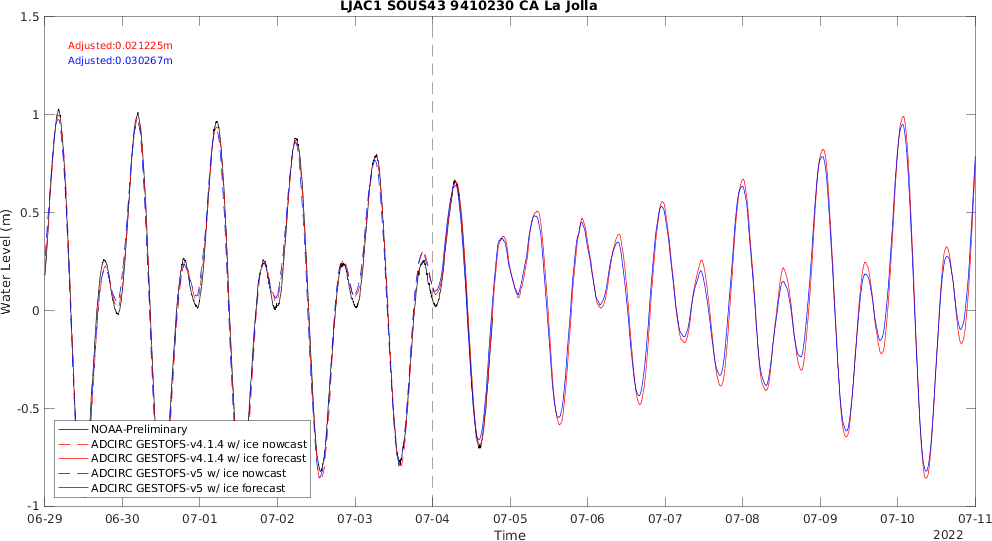 LJAC1 SOUS43 9410230 CA La Jolla
1.5
Adjusted:0.021225m
Adjusted:0.030267m
1
0.5
0
-0.5
-1
Water Level (m)
NOAA-Preliminary
ADCIRC GESTOFS-v4.1.4 w/ ice nowcast
ADCIRC GESTOFS-v4.1.4 w/ ice forecast
ADCIRC GESTOFS-v5 w/ ice nowcast
ADCIRC GESTOFS-v5 w/ ice forecast
06-29 06-30 07-01 07-02 07-03 07-04 07-05 07-06 07-07 07-08 07-09 07-10 07-11
Time
2022